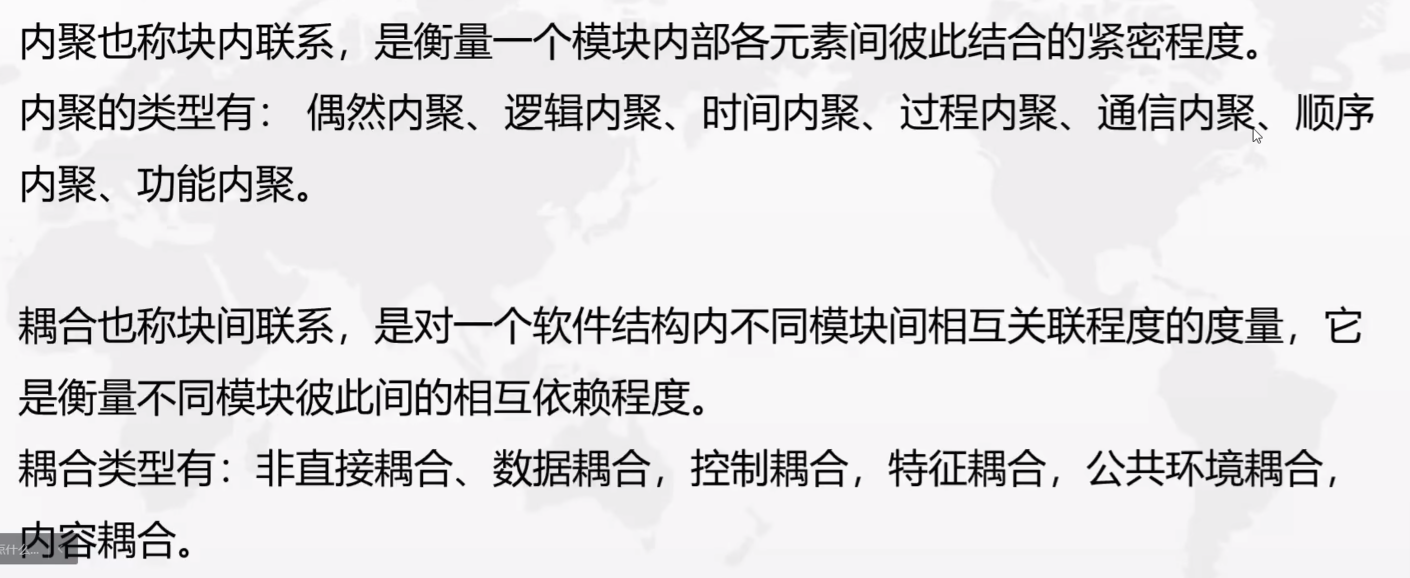 内聚也称块内联系，是衡量一个模块内部各元素间彼此结合的紧密程度。
内聚的类型有： 偶然内聚、逻辑内聚、时间内聚、过程内聚、通信内聚、顺序
内聚、功能内聚。
耦合也称块间联系，是对一个软件结构内不同模块间相互关联程度的度量，它
是衡量不同模块彼此间的相互依赖程度。
耦合类型有：非直接耦合、数据耦合，控制耦合，特征耦合，公共环境耦合，
内容耦合。
什么...